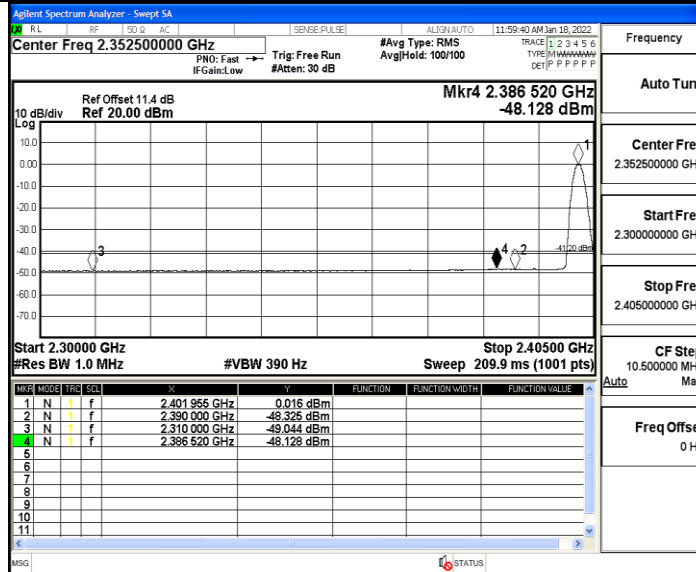 Agilent Spectrum Analyzer - Swept SA
RL RF 50 Ω AC SENSE:PULSE ALIGNAUTO 11:59:40 AM Jan 18, 2022
Center Freq 2.352500000 GHz
PNO: Fast
IFGain:Low
Trig: Free Run
#Atten: 30 dB
#Avg Type: RMS
Avg|Hold: 100/100
TRACE 1 2 3 4 5 6
TYPE MWWWWW
DET P P P P P P
Ref Offset 11.4 dB
10 dB/div Ref 20.00 dBm
Log
Mkr4 2.386 520 GHz
-48.128 dBm
10.0
0.00
-10.0
-20.0
-30.0
-40.0
-50.0
-60.0
-70.0
1
3
4
2
-41.20 dBm
Start 2.30000 GHz Stop 2.40500 GHz
#Res BW 1.0 MHz #VBW 390 Hz Sweep 209.9 ms (1001 pts)
MKR MODE TRC SCL X Y FUNCTION FUNCTION WIDTH FUNCTION VALUE
1 N 1 f 2.401 955 GHz 0.016 dBm
2 N 1 f 2.390 000 GHz -48.325 dBm
3 N 1 f 2.310 000 GHz -49.044 dBm
4 N 1 f 2.386 520 GHz -48.128 dBm
5
6
7
8
9
10
11
MSG STATUS
Frequency
Auto Tun
Center Fre
2.352500000 GH
Start Fre
2.300000000 GH
Stop Fre
2.405000000 GH
CF Ste
10.500000 MH
Auto Ma
Freq Offse
0 H